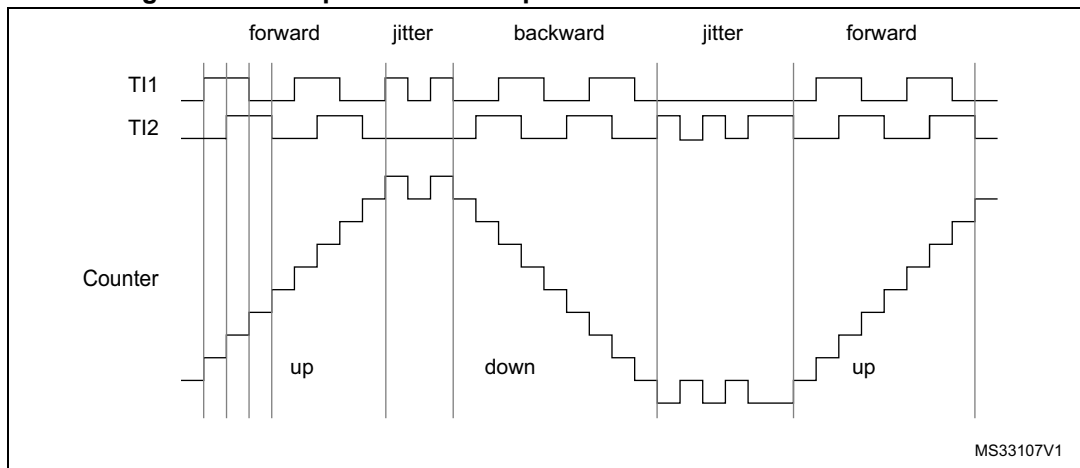 forward jitter backward jitter forward
TI1
TI2
Counter
up down up
MS33107V1